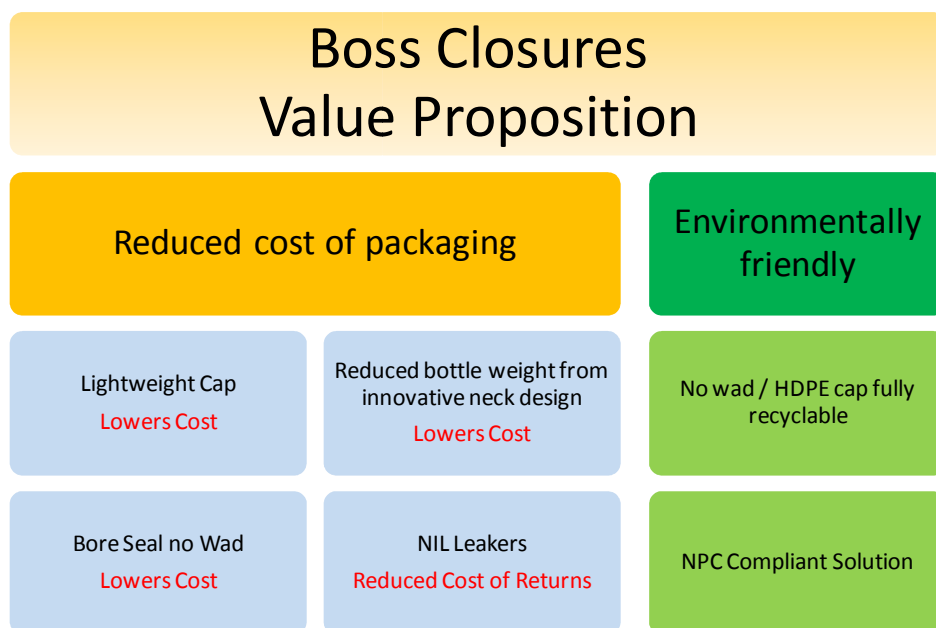 Boss Closures
Value Proposition
Reduced cost of packaging
Environmentally
friendly
Lightweight Cap
Lowers Cost
Reduced bottle weight from
innovative neck design
Lowers Cost
No wad / HDPE cap fully
recyclable
Bore Seal no Wad
Lowers Cost
NIL Leakers
Reduced Cost of Returns
NPC Compliant Solution